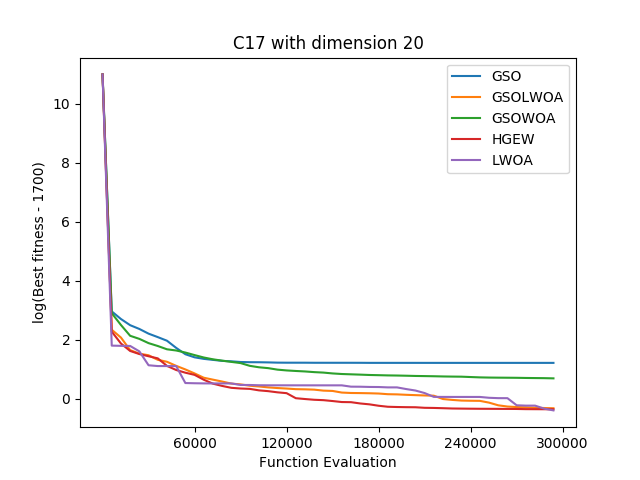 C17 with dimension 20
log(Best fitness - 1700)
10
8
6
4
2
0
GSO
GSOLWOA
GSOWOA
HGEW
LWOA
60000 120000 180000 240000 300000
Function Evaluation